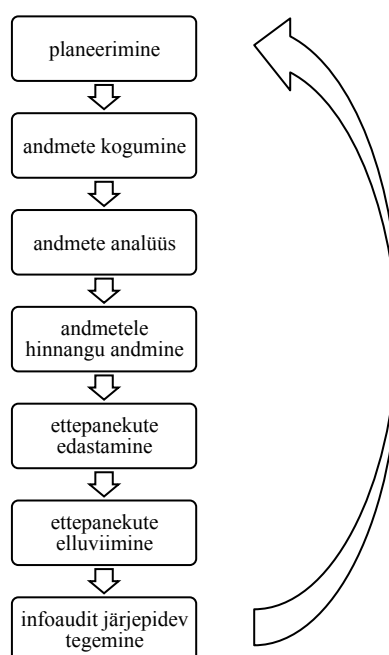 planeerimine
andmete kogumine
andmete analüüs
andmetele
hinnangu andmine
ettepanekute
edastamine
ettepanekute
elluviimine
infoaudit järjepidev
tegemine